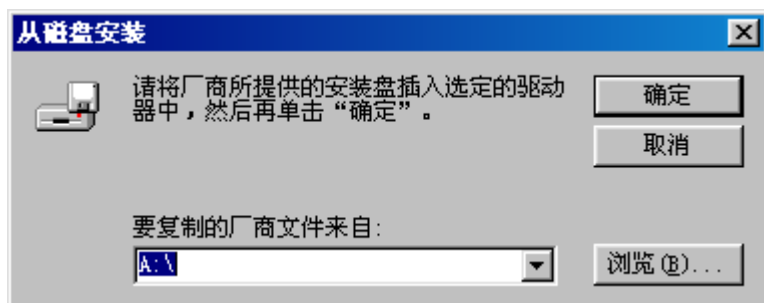 从磁盘安装
请将厂商所提供的安装盘插入选定的驱动
器中，然后再单击“确定”。
确定
取消
要复制的厂商文件来自:
A:\
浏览(B)...